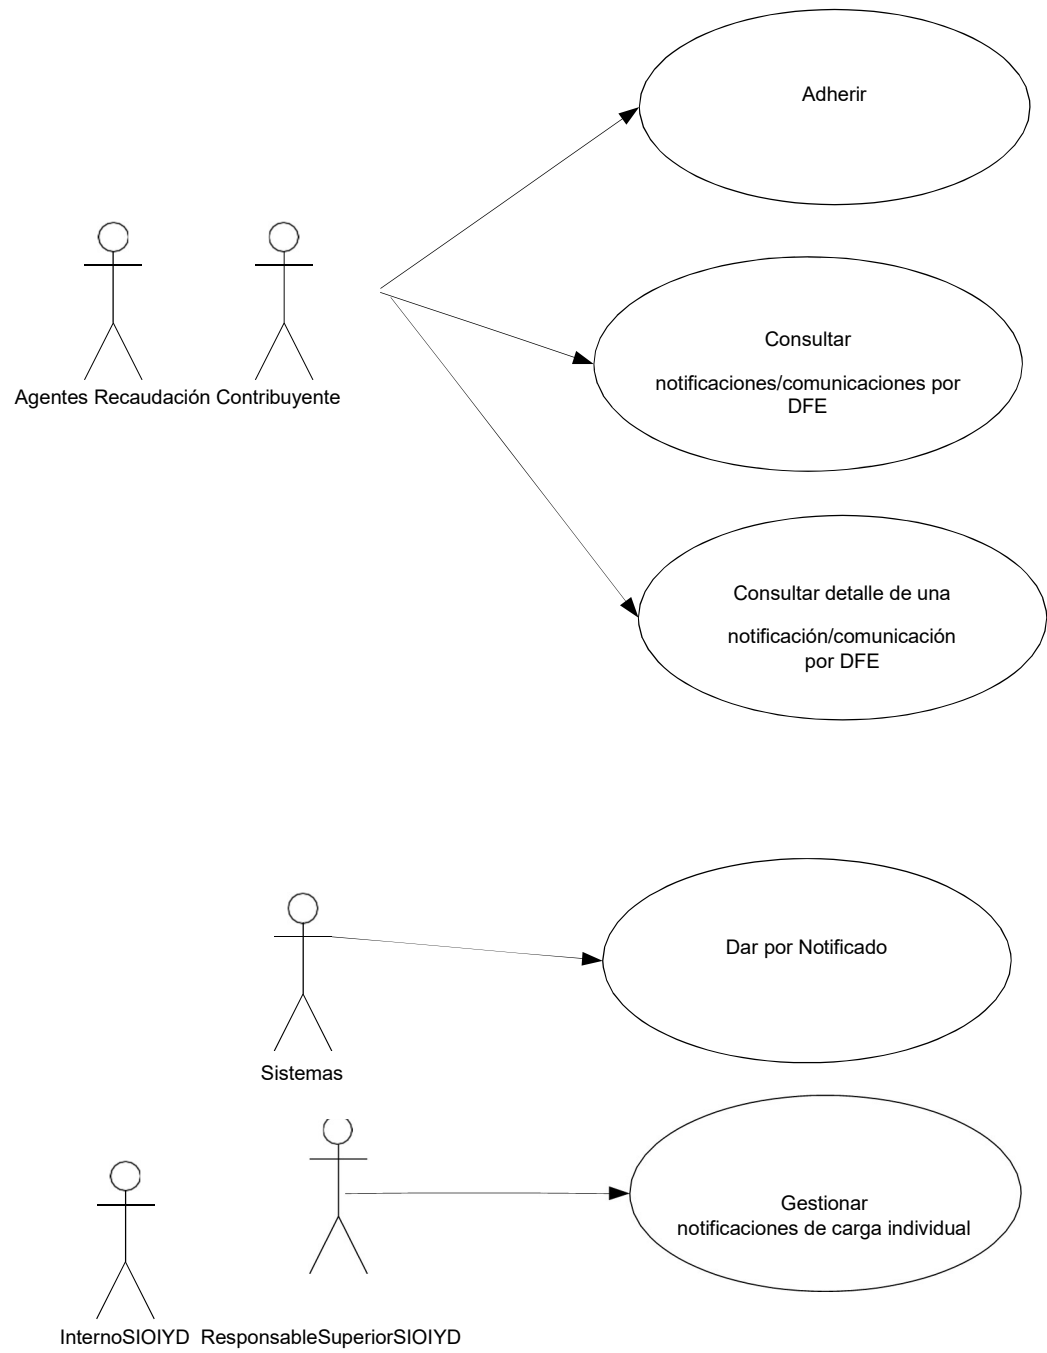 Adherir
Agentes Recaudación Contribuyente
Consultar
notificaciones/comunicaciones por
DFE
Consultar detalle de una
notificación/comunicación
por DFE
Dar por Notificado
Sistemas
Gestionar
notificaciones de carga individual
InternoSIOIYD ResponsableSuperiorSIOIYD